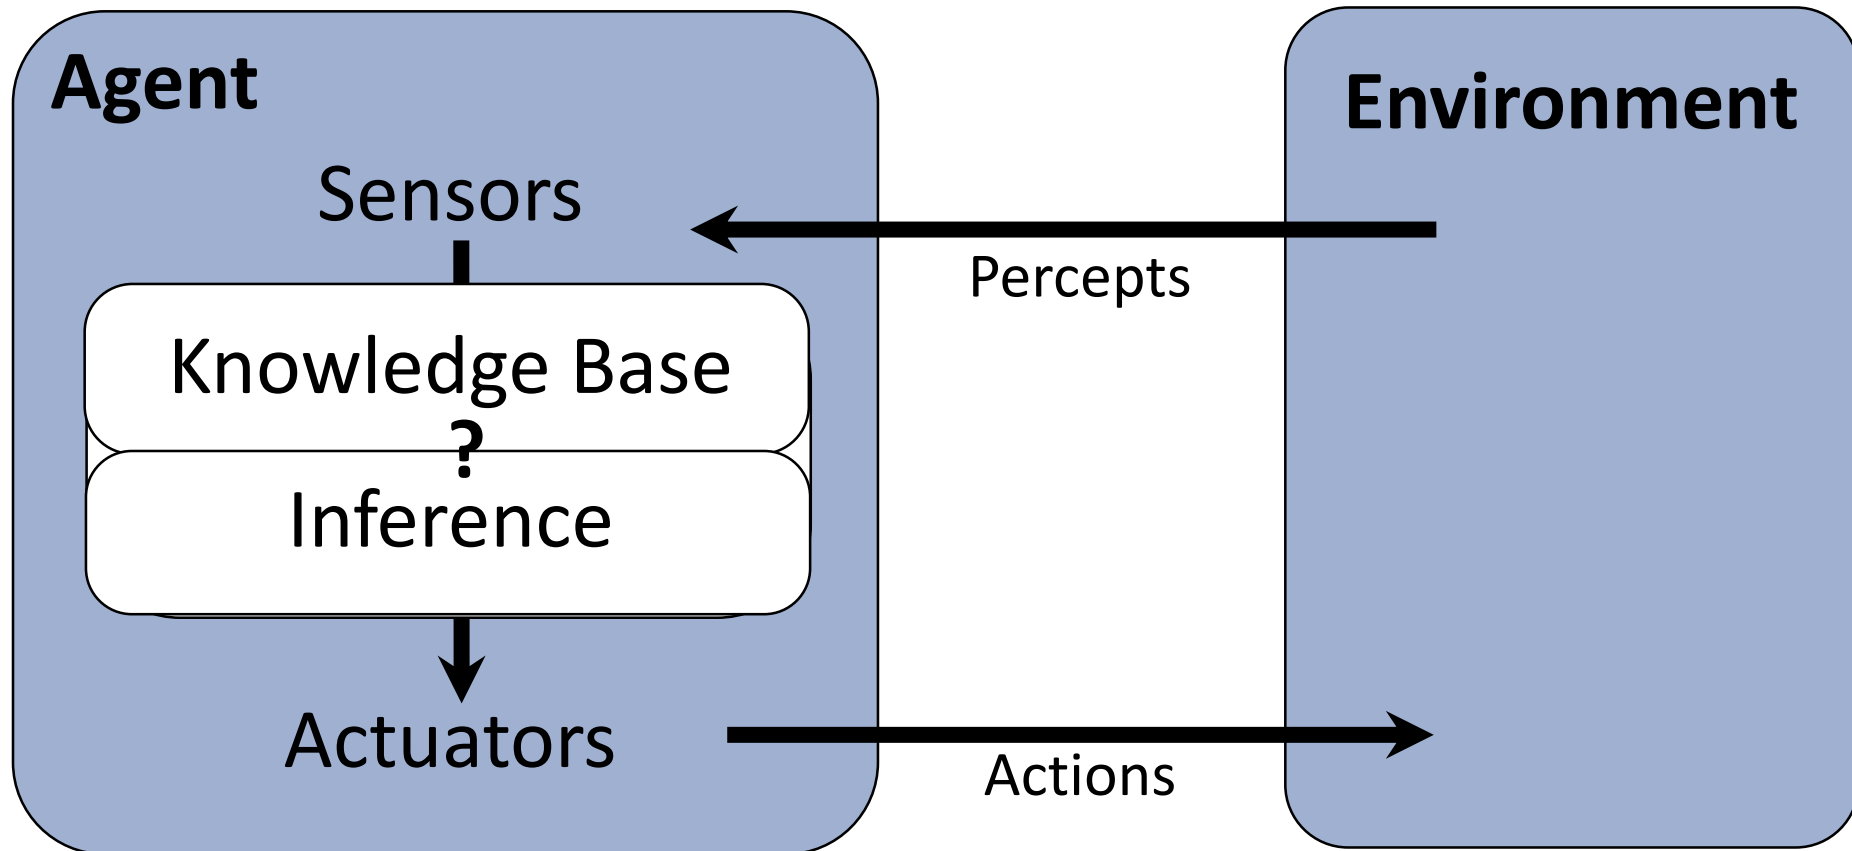 Agent
Environment
Sensors
Percepts
Knowledge Base
?
Inference
Actuators
Actions